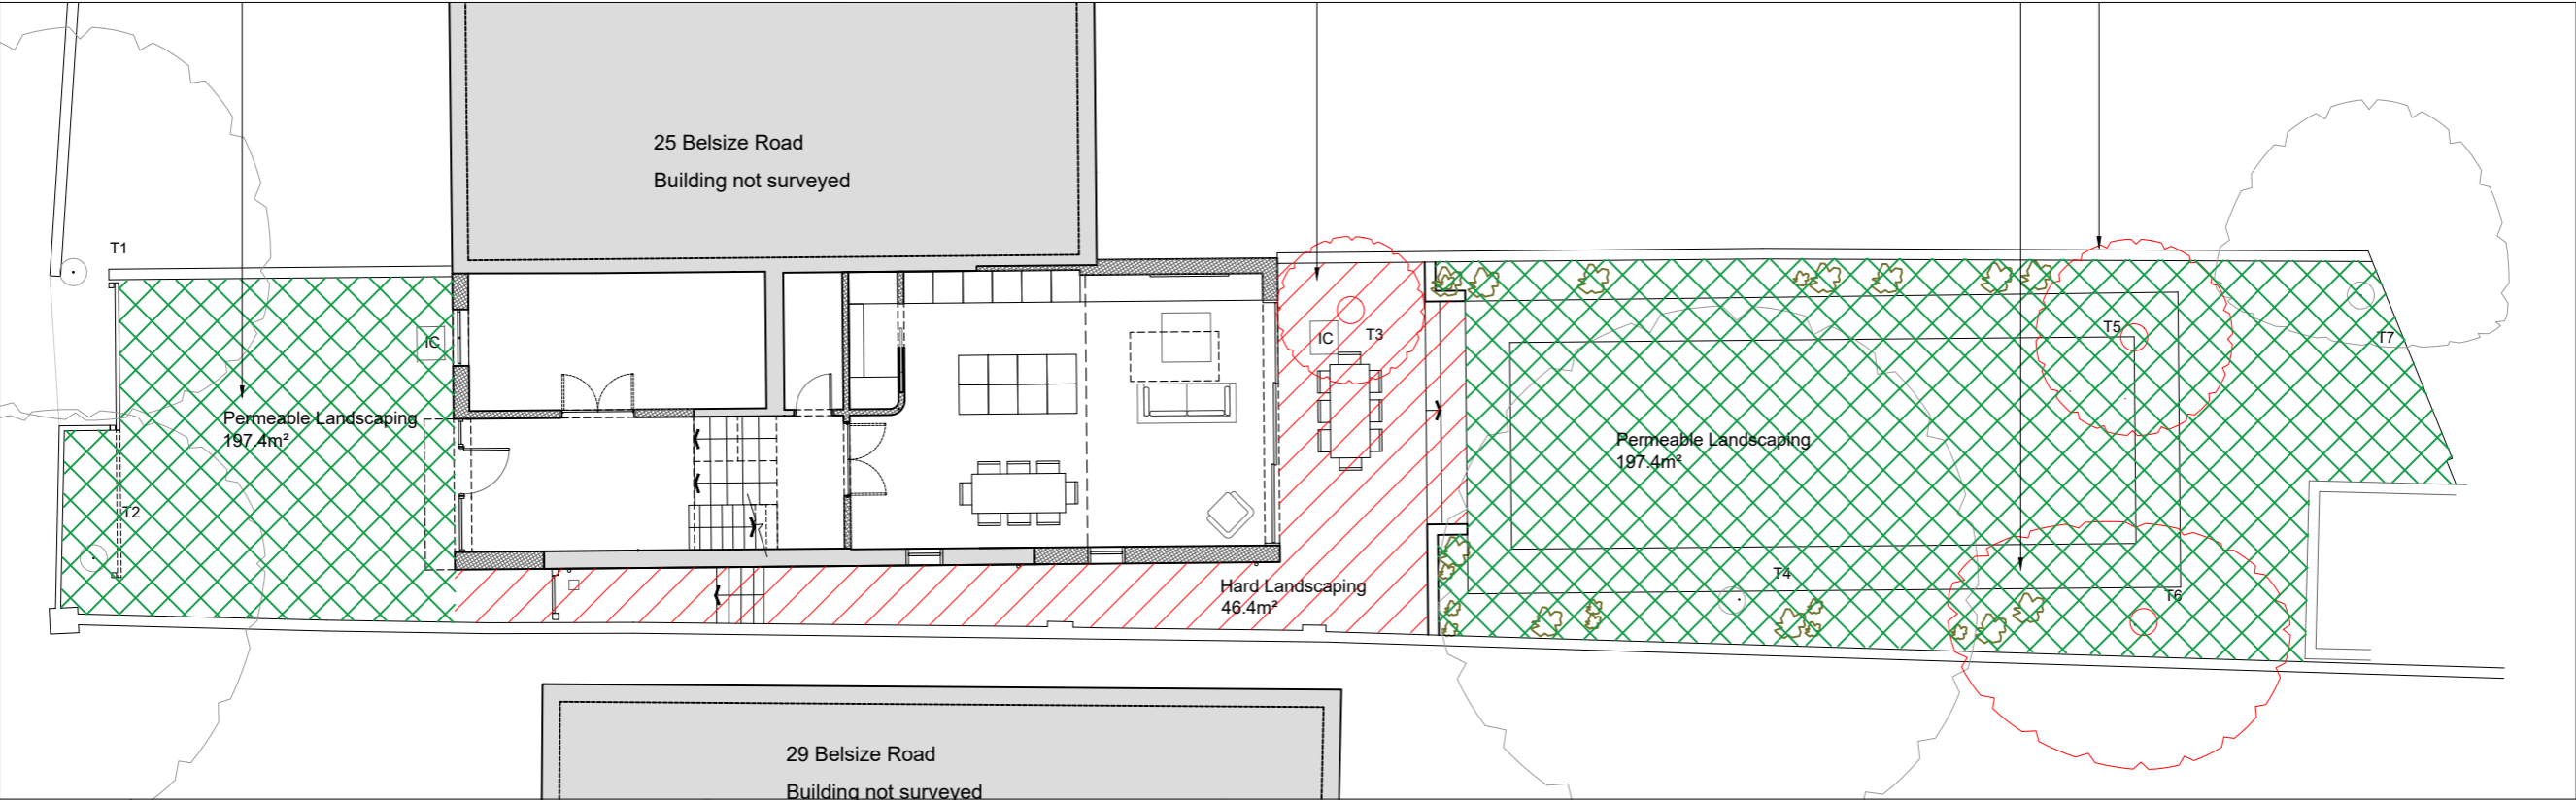 25 Belsize Road
Building not surveyed
T1
IC
Permeable Landscaping
197.4m²
T2
IC
T3
T5
T7
Permeable Landscaping
197.4m²
T4
T6
Hard Landscaping
46.4m²
29 Belsize Road
Building not surveyed